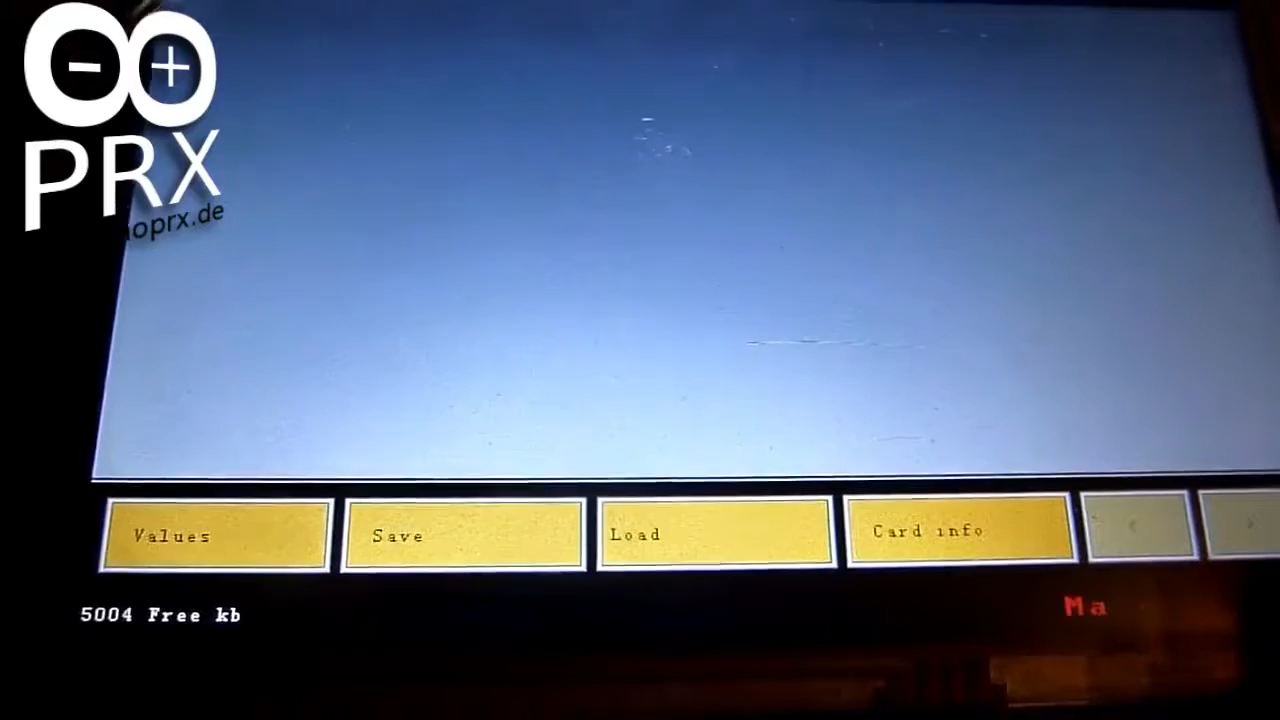 - +
PRX
oprx.de
Values
Save
Load
Card info
< >
5004 Free kb
Ma